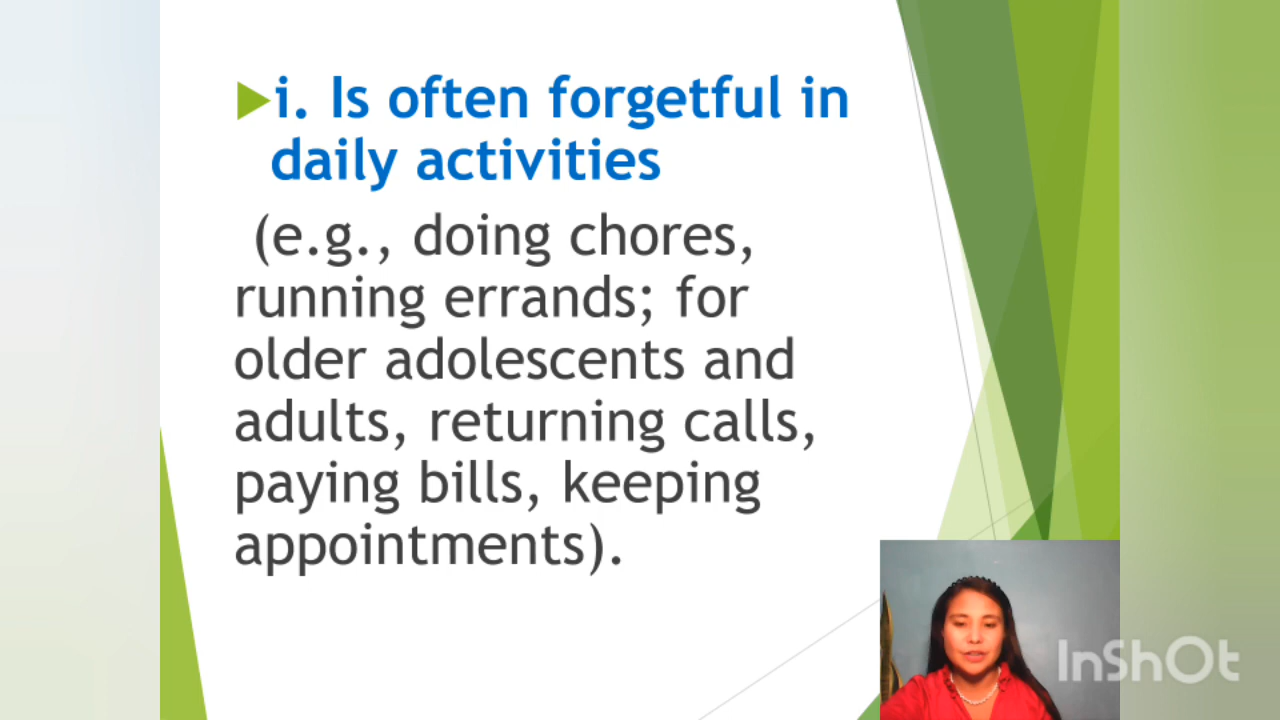 i. Is often forgetful in
daily activities
(e.g., doing chores,
running errands; for
older adolescents and
adults, returning calls,
paying bills, keeping
appointments).
InShOt